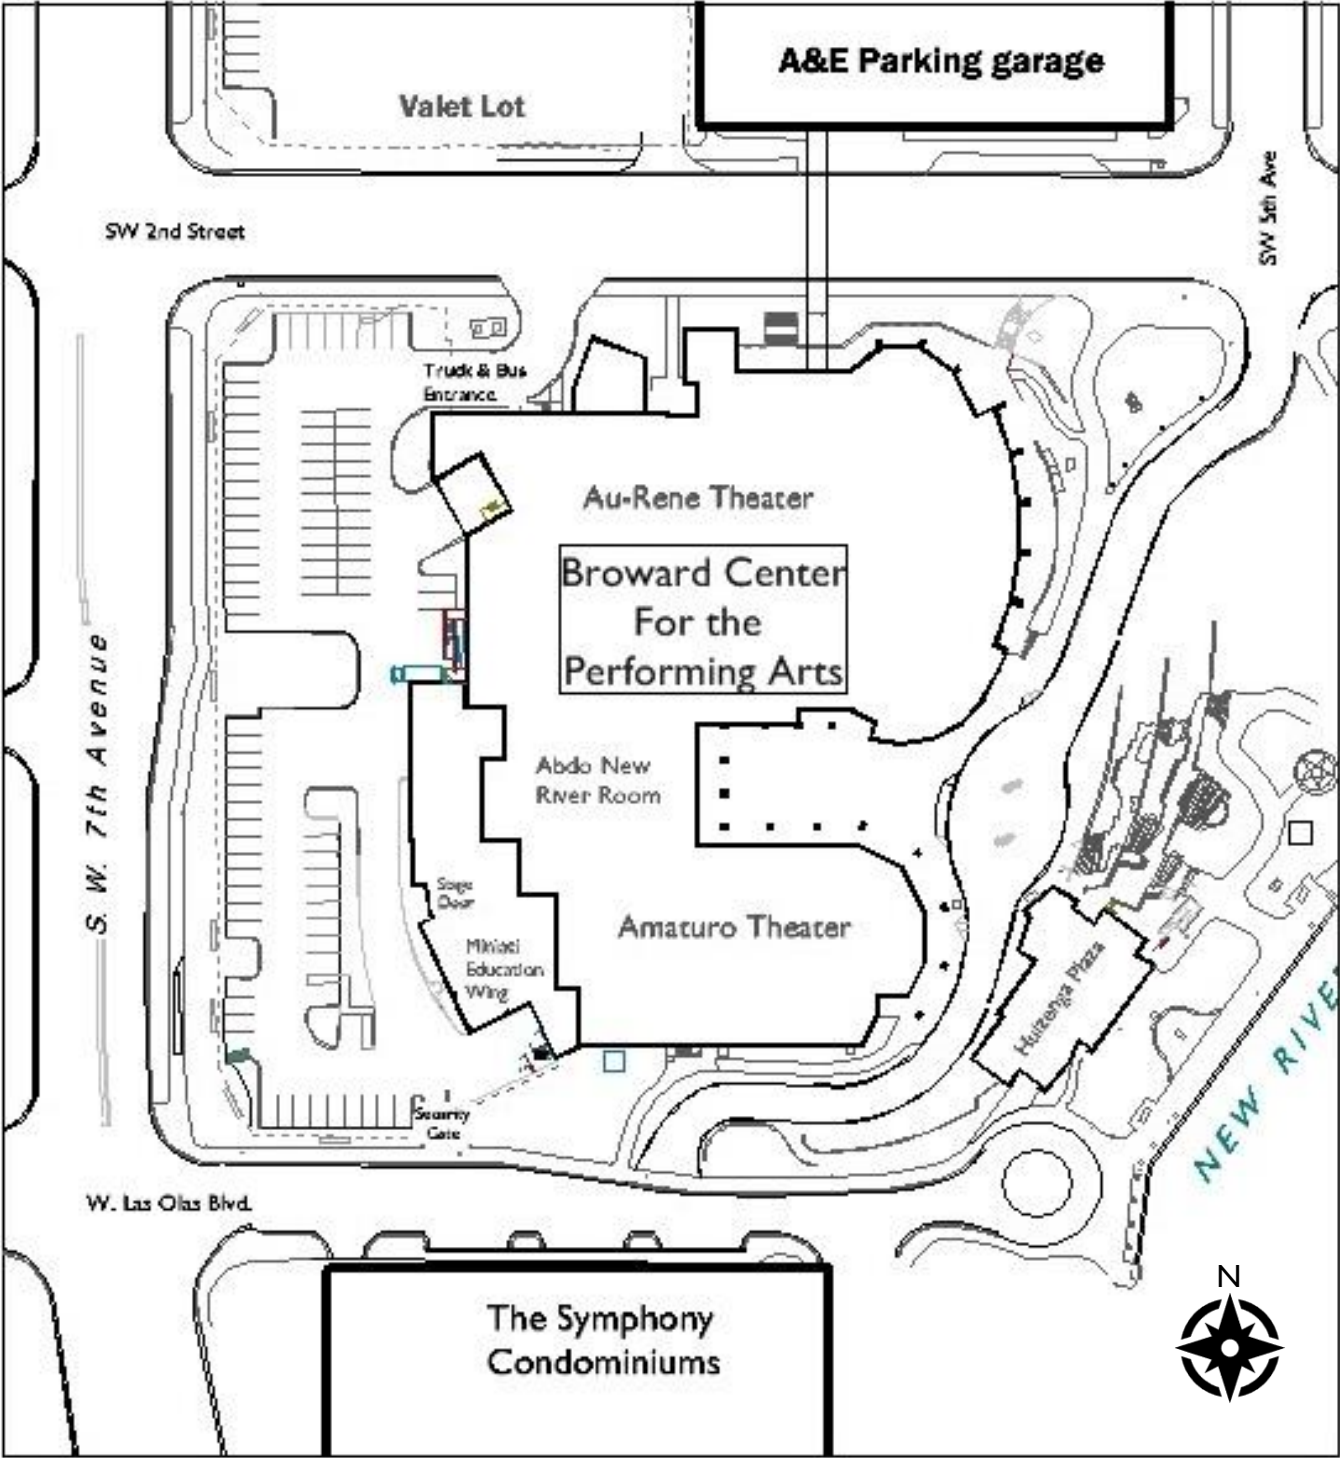 A&E Parking garage
Valet Lot
SW 5th Ave
SW 2nd Street
Truck & Bus
Entrance
Au-Rene Theater
Broward Center
For the
Performing Arts
S. W. 7th Avenue
Abdo New
River Room
Stage
Door
Amaturo Theater
Miniaci
Education
Wing
Huizenga Plaza
NEW RIVER
Security
Gate
W. Las Olas Blvd.
The Symphony
Condominiums
N